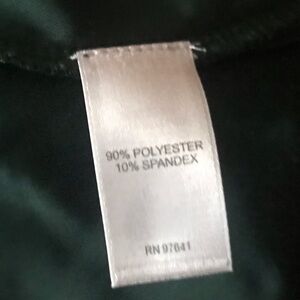 90% POLYESTER
10% SPANDEX
RN 97641